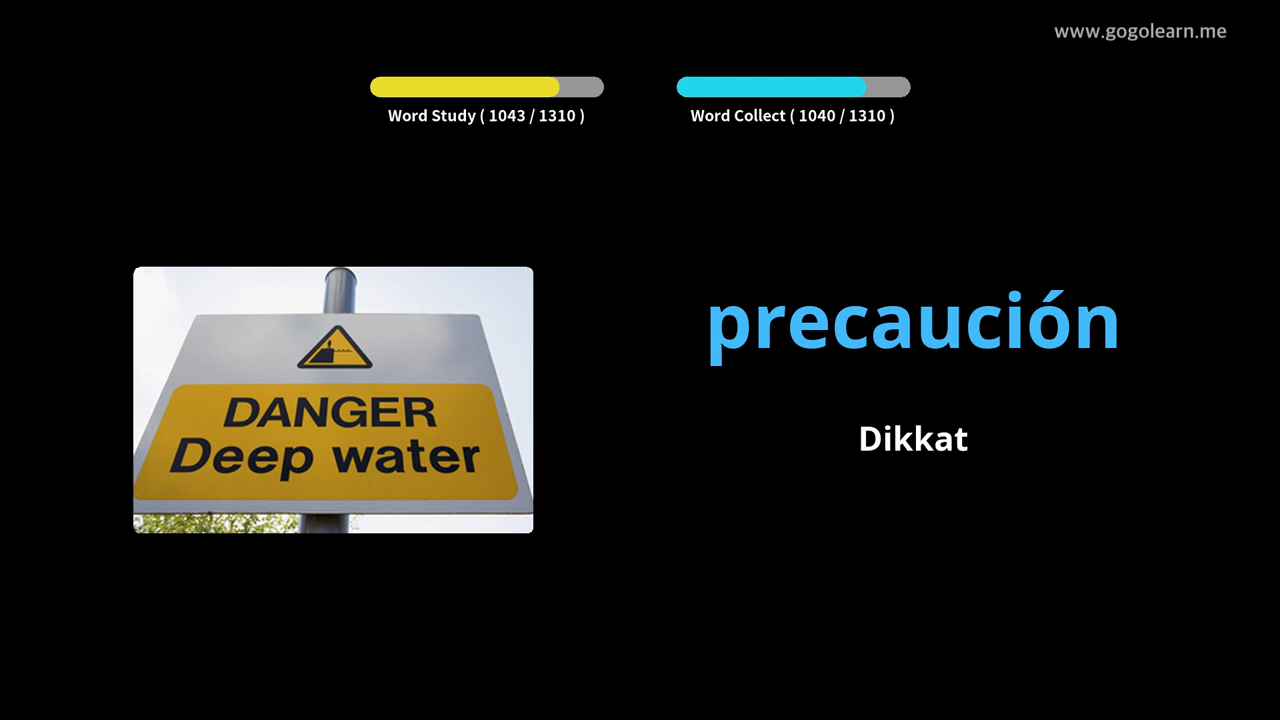 www.gogolearn.me
Word Study ( 1043 / 1310 )
Word Collect ( 1040 / 1310 )
DANGER
Deep water
precaución
Dikkat